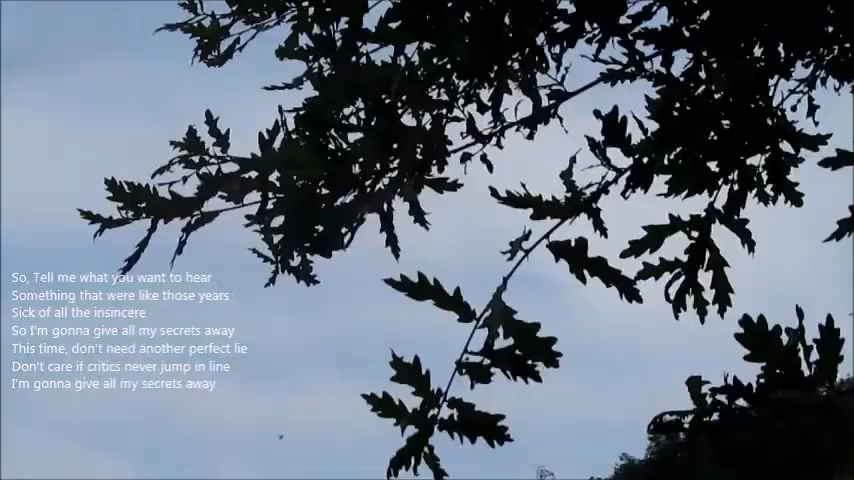 So, Tell me what you want to hear
Something that were like those years
Sick of all the insincere
So I'm gonna give all my secrets away
This time, don't need another perfect lie
Don't care if critics never jump in line
I'm gonna give all my secrets away